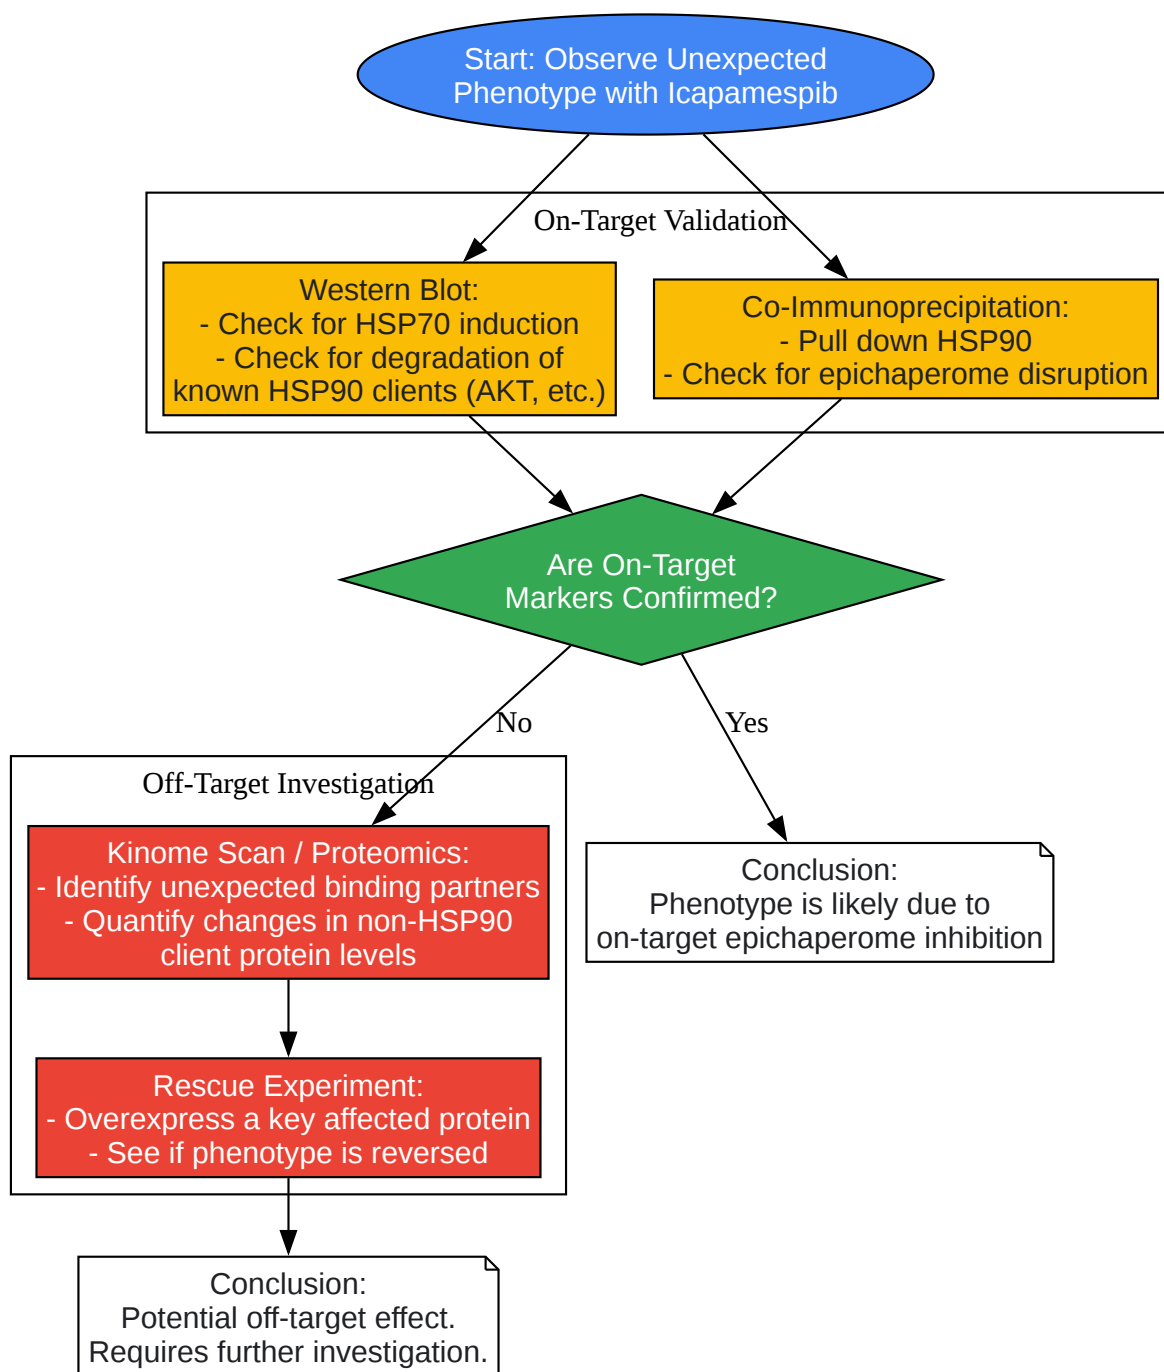 Start: Observe Unexpected
Phenotype with Icapamespib
On-Target Validation
Western Blot:
- Check for HSP70 induction
- Check for degradation of
known HSP90 clients (AKT, etc.)
Co-Immunoprecipitation:
- Pull down HSP90
- Check for epichaperome disruption
Are On-Target
Markers Confirmed?
No
Yes
Off-Target Investigation
Kinome Scan / Proteomics:
- Identify unexpected binding partners
- Quantify changes in non-HSP90
client protein levels
Conclusion:
Phenotype is likely due to
on-target epichaperome inhibition
Rescue Experiment:
- Overexpress a key affected protein
- See if phenotype is reversed
Conclusion:
Potential off-target effect.
Requires further investigation.